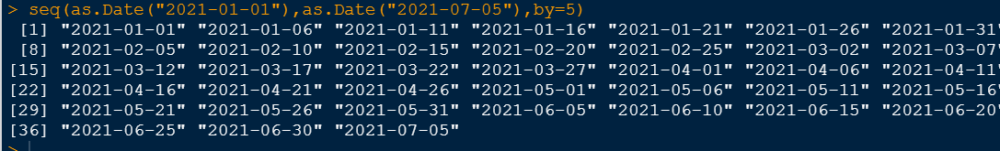 > seq(as.Date("2021-01-01"),as.Date("2021-07-05"),by=5)
[1] "2021-01-01" "2021-01-06" "2021-01-11" "2021-01-16" "2021-01-21" "2021-01-26" "2021-01-31"
[8] "2021-02-05" "2021-02-10" "2021-02-15" "2021-02-20" "2021-02-25" "2021-03-02" "2021-03-07"
[15] "2021-03-12" "2021-03-17" "2021-03-22" "2021-03-27" "2021-04-01" "2021-04-06" "2021-04-11"
[22] "2021-04-16" "2021-04-21" "2021-04-26" "2021-05-01" "2021-05-06" "2021-05-11" "2021-05-16"
[29] "2021-05-21" "2021-05-26" "2021-05-31" "2021-06-05" "2021-06-10" "2021-06-15" "2021-06-20"
[36] "2021-06-25" "2021-06-30" "2021-07-05"
>